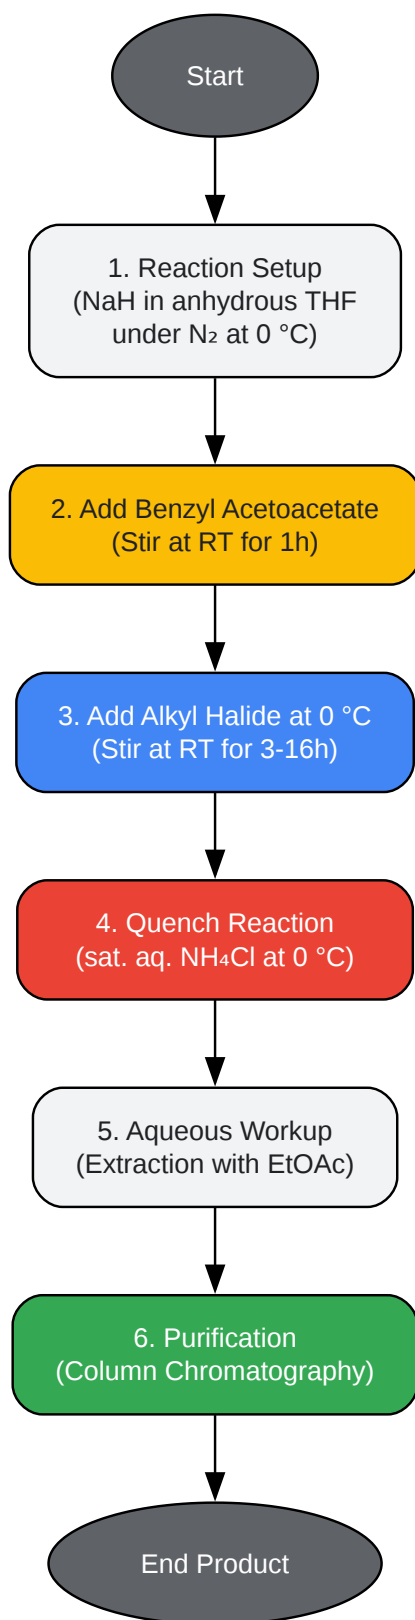 Start
1. Reaction Setup
(NaH in anhydrous THF
under N₂ at 0 °C)
2. Add Benzyl Acetoacetate
(Stir at RT for 1h)
3. Add Alkyl Halide at 0 °C
(Stir at RT for 3-16h)
4. Quench Reaction
(sat. aq. NH₄Cl at 0 °C)
5. Aqueous Workup
(Extraction with EtOAc)
6. Purification
(Column Chromatography)
End Product